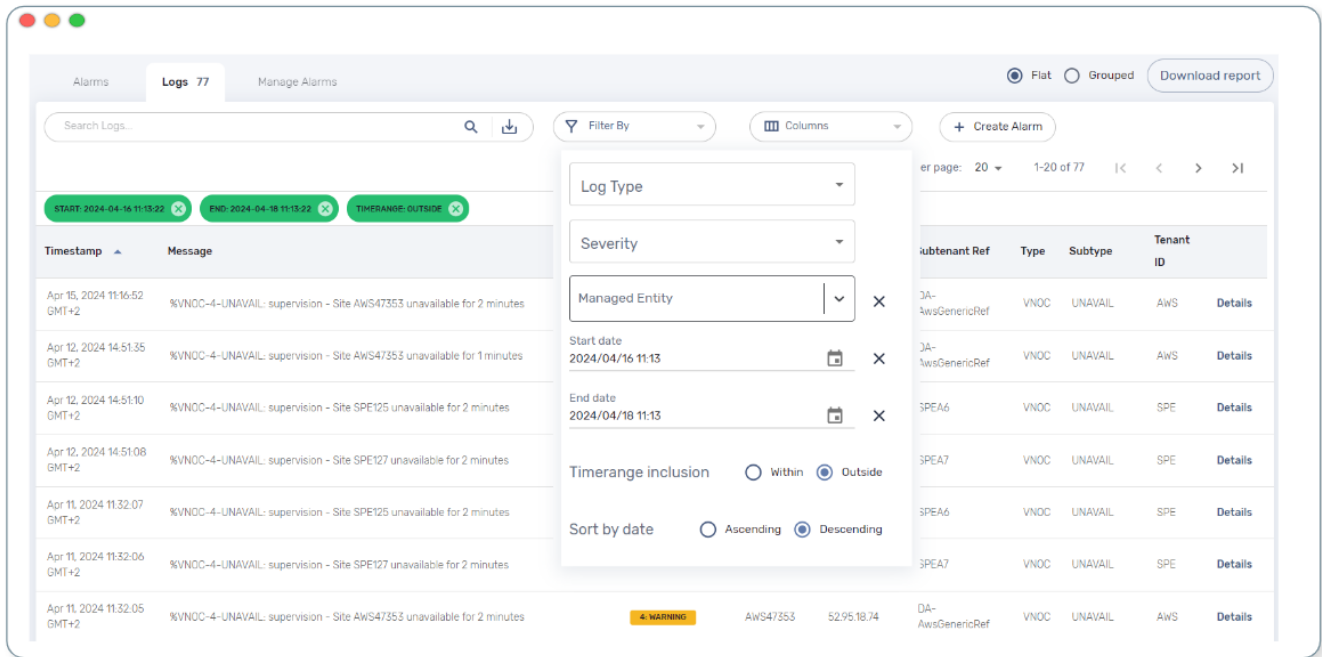 Alarms Logs 77 Manage Alarms Flat Grouped Download report
Search Logs... Filter By Columns + Create Alarm
er page: 20 1-20 of 77
START: 2024-04-16 11:13:22 END: 2024-04-18 11:13:22 TIMERANGE: OUTSIDE
Log Type
Severity
Managed Entity
Start date
2024/04/16 11:13
End date
2024/04/18 11:13
Timerange inclusion Within Outside
Sort by date Ascending Descending
Timestamp Message Subtenant Ref Type Subtype Tenant
ID
Apr 15, 2024 11:16:52
GMT+2
%VNOC-4-UNAVAIL: supervision - Site AWS47353 unavailable for 2 minutes
DA-
AwsGenericRef
VNOC UNAVAIL AWS Details
Apr 12, 2024 14:51:35
GMT+2
%VNOC-4-UNAVAIL: supervision - Site AWS47353 unavailable for 1 minutes
DA-
AwsGenericRef
VNOC UNAVAIL AWS Details
Apr 12, 2024 14:51:10
GMT+2
%VNOC-4-UNAVAIL: supervision - Site SPE125 unavailable for 2 minutes
SPEA6 VNOC UNAVAIL SPE Details
Apr 12, 2024 14:51:08
GMT+2
%VNOC-4-UNAVAIL: supervision - Site SPE127 unavailable for 2 minutes
SPEA7 VNOC UNAVAIL SPE Details
Apr 11, 2024 11:32:07
GMT+2
%VNOC-4-UNAVAIL: supervision - Site SPE125 unavailable for 2 minutes
SPEA6 VNOC UNAVAIL SPE Details
Apr 11, 2024 11:32:06
GMT+2
%VNOC-4-UNAVAIL: supervision - Site SPE127 unavailable for 2 minutes
SPEA7 VNOC UNAVAIL SPE Details
Apr 11, 2024 11:32:05
GMT+2
%VNOC-4-UNAVAIL: supervision - Site AWS47353 unavailable for 2 minutes
4: WARNING AWS47353 52.95.18.74
DA-
AwsGenericRef
VNOC UNAVAIL AWS Details